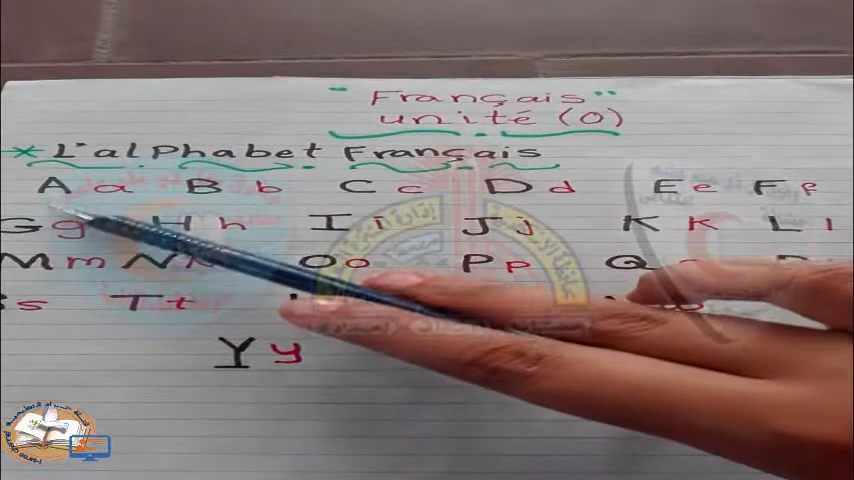 " Français "
unité (0)
* L'alPhabet Français
A a B b C c D d E e F f
G g H h I i J j K k L l
M m N n O o P p Q
s T t
Y y